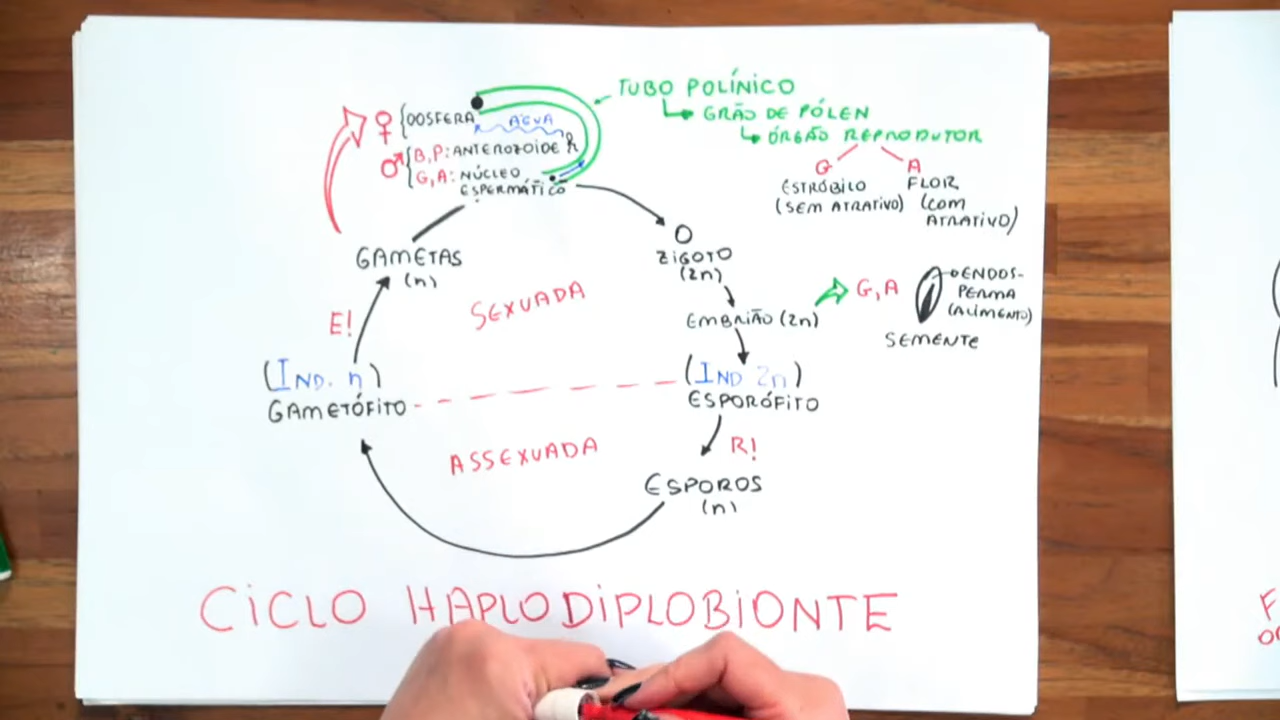 TUBO POLÍNICO
GRÃO DE PÓLEN
ÓRGÃO REPRODUTOR
G A
ESTRÓBILO
(SEM ATRATIVO)
FLOR
(COM
ATRATIVO)
♀ {OOSFERA
ÁGUA
♂ {B,P: ANTEROZOIDE
G,A: NÚCLEO
ESPERMÁTICO
GAMETAS
(n)
ZIGOTO
(2n)
SEXUADA
E!
EMBRIÃO (2n)
G, A
ENDOS-
PERMA
(ALIMENTO)
SEMENTE
(IND. n)
GAMETÓFITO
(IND 2n)
ESPORÓFITO
ASSEXUADA
R!
ESPOROS
(n)
CICLO HAPLODIPLOBIONTE